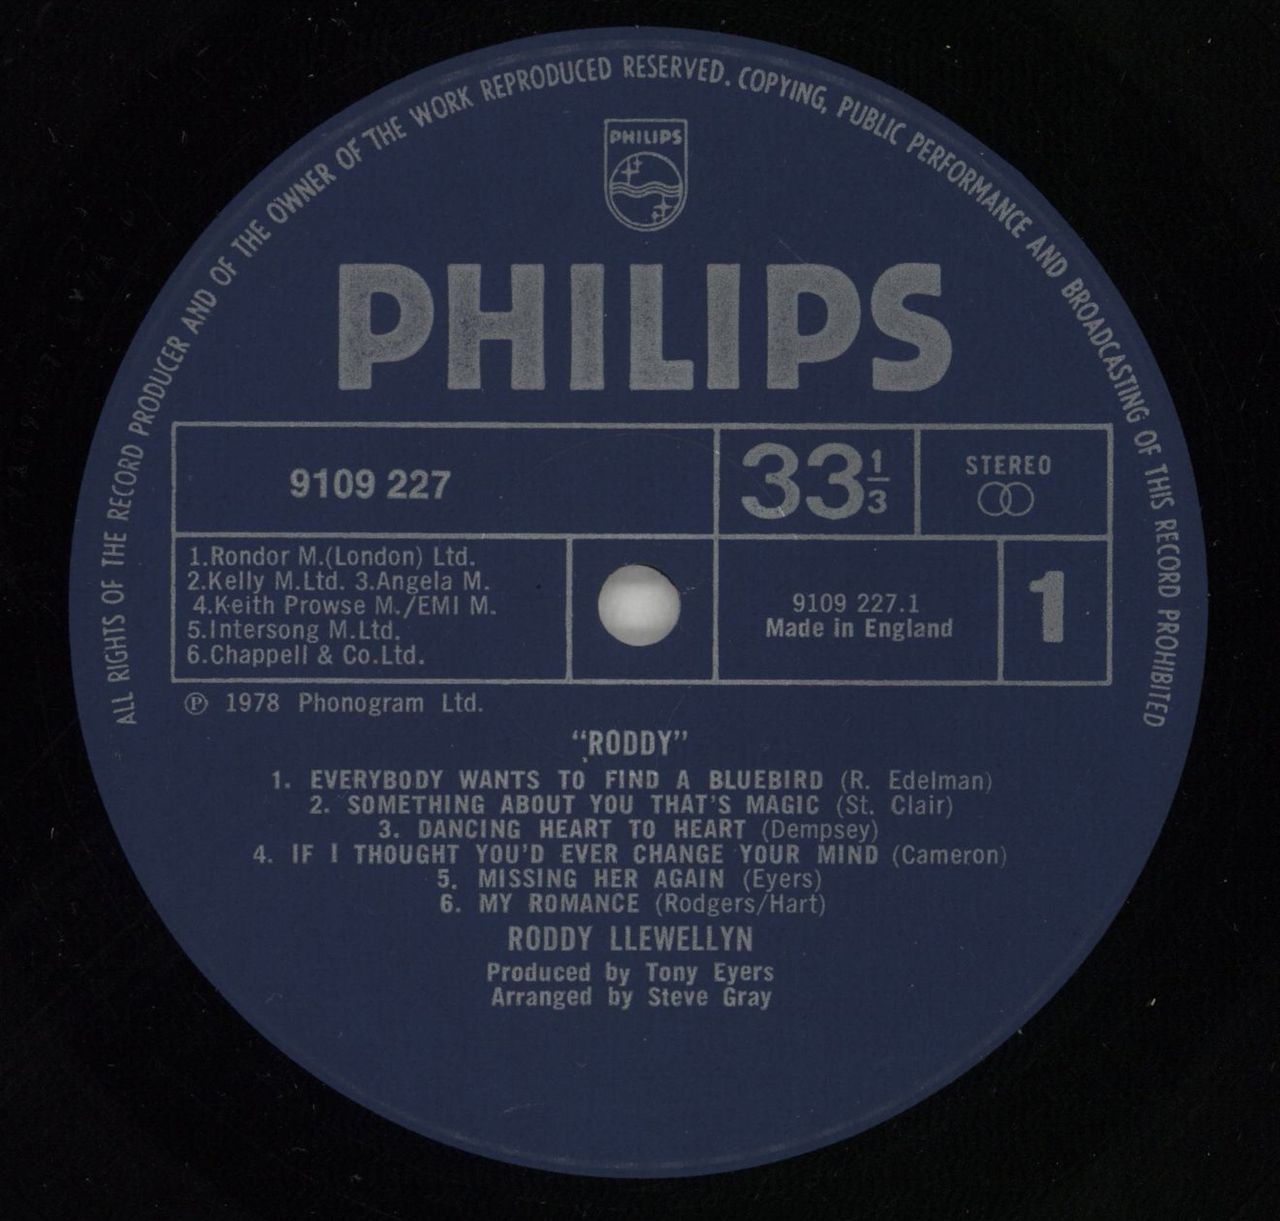 ALL RIGHTS OF THE RECORD PRODUCER AND OF THE OWNER OF THE WORK REPRODUCED RESERVED. COPYING, PUBLIC PERFORMANCE AND BROADCASTING OF THIS RECORD PROHIBITED
PHILIPS
PHILIPS
9109 227
33 1/3
STEREO
1.Rondor M.(London) Ltd.
2.Kelly M.Ltd. 3.Angela M.
4.Keith Prowse M./EMI M.
5.Intersong M.Ltd.
6.Chappell & Co.Ltd.
9109 227.1
Made in England
1
℗ 1978 Phonogram Ltd.
"RODDY"
1. EVERYBODY WANTS TO FIND A BLUEBIRD (R. Edelman)
2. SOMETHING ABOUT YOU THAT'S MAGIC (St. Clair)
3. DANCING HEART TO HEART (Dempsey)
4. IF I THOUGHT YOU'D EVER CHANGE YOUR MIND (Cameron)
5. MISSING HER AGAIN (Eyers)
6. MY ROMANCE (Rodgers/Hart)
RODDY LLEWELLYN
Produced by Tony Eyers
Arranged by Steve Gray